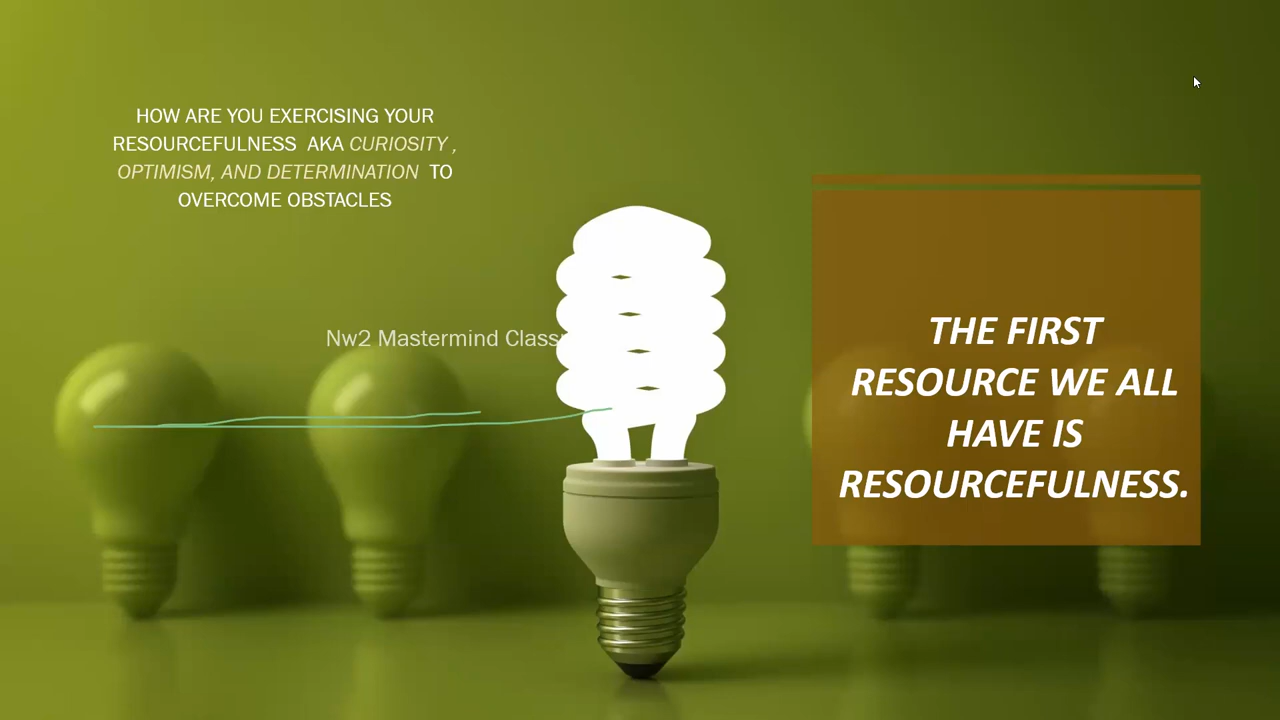 HOW ARE YOU EXERCISING YOUR
RESOURCEFULNESS AKA CURIOSITY ,
OPTIMISM, AND DETERMINATION TO
OVERCOME OBSTACLES
Nw2 Mastermind
THE FIRST
RESOURCE WE ALL
HAVE IS
RESOURCEFULNESS.